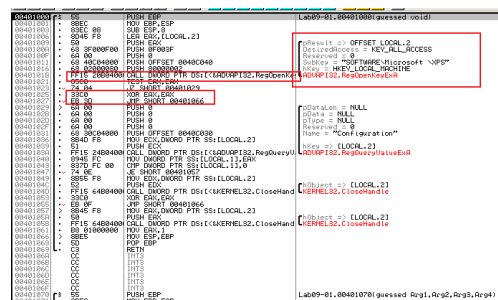 00401000 55 PUSH EBP Lab09-01.00401000(guessed void)
00401001 8BEC MOV EBP,ESP
00401003 83EC 08 SUB ESP,8
00401006 8D45 F8 LEA EAX,[LOCAL.2]
00401009 50 PUSH EAX pResult => OFFSET LOCAL.2
0040100A 68 3F000F00 PUSH 0F003F DesiredAccess = KEY_ALL_ACCESS
0040100F 6A 00 PUSH 0 Reserved = 0
00401011 68 40C04000 PUSH OFFSET 0040C040 SubKey = "SOFTWARE\Microsoft \XPS"
00401016 68 02000080 PUSH 80000002 hKey = HKEY_LOCAL_MACHINE
0040101B FF15 20B04000 CALL DWORD PTR DS:[<&ADVAPI32.RegOpenKey ADVAPI32.RegOpenKeyExA
00401021 85C0 TEST EAX,EAX
00401023 74 04 JZ SHORT 00401029
00401025 33C0 XOR EAX,EAX
00401027 EB 3D JMP SHORT 00401066
00401029 6A 00 PUSH 0 pDataLen = NULL
0040102B 6A 00 PUSH 0 pData = NULL
0040102D 6A 00 PUSH 0 pType = NULL
0040102F 6A 00 PUSH 0 Reserved = 0
00401031 68 30C04000 PUSH OFFSET 0040C030 Name = "Configuration"
00401036 8B4D F8 MOV ECX,DWORD PTR SS:[LOCAL.2]
00401039 51 PUSH ECX hKey => [LOCAL.2]
0040103A FF15 24B04000 CALL DWORD PTR DS:[<&ADVAPI32.RegQueryV ADVAPI32.RegQueryValueExA
00401040 8945 FC MOV DWORD PTR SS:[LOCAL.1],EAX
00401043 837D FC 00 CMP DWORD PTR SS:[LOCAL.1],0
00401047 74 0E JE SHORT 00401057
00401049 8B55 F8 MOV EDX,DWORD PTR SS:[LOCAL.2]
0040104C 52 PUSH EDX hObject => [LOCAL.2]
0040104D FF15 64B04000 CALL DWORD PTR DS:[<&KERNEL32.CloseHand KERNEL32.CloseHandle
00401053 33C0 XOR EAX,EAX
00401055 EB 0F JMP SHORT 00401066
00401057 8B45 F8 MOV EAX,DWORD PTR SS:[LOCAL.2]
0040105A 50 PUSH EAX hObject => [LOCAL.2]
0040105B FF15 64B04000 CALL DWORD PTR DS:[<&KERNEL32.CloseHand KERNEL32.CloseHandle
00401061 B8 01000000 MOV EAX,1
00401066 8BE5 MOV ESP,EBP
00401068 5D POP EBP
00401069 C3 RETN
0040106A CC INT3
0040106B CC INT3
0040106C CC INT3
0040106D CC INT3
0040106E CC INT3
0040106F CC INT3
00401070 55 PUSH EBP Lab09-01.00401070(guessed Arg1,Arg2,Arg3,Arg4)